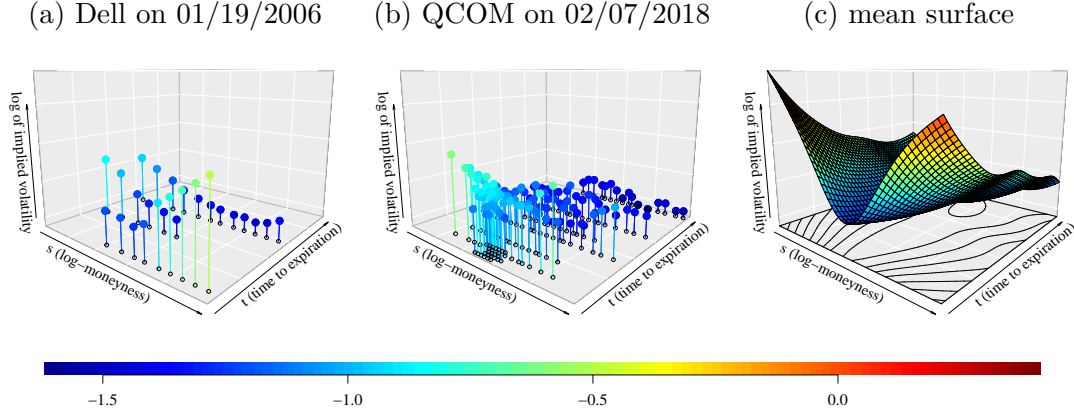 (a) Dell on 01/19/2006
(b) QCOM on 02/07/2018
(c) mean surface
log of implied volatility
s (log−moneyness)
t (time to expiration)
log of implied volatility
s (log−moneyness)
t (time to expiration)
log of implied volatility
s (log−moneyness)
t (time to expiration)
−1.5
−1.0
−0.5
0.0